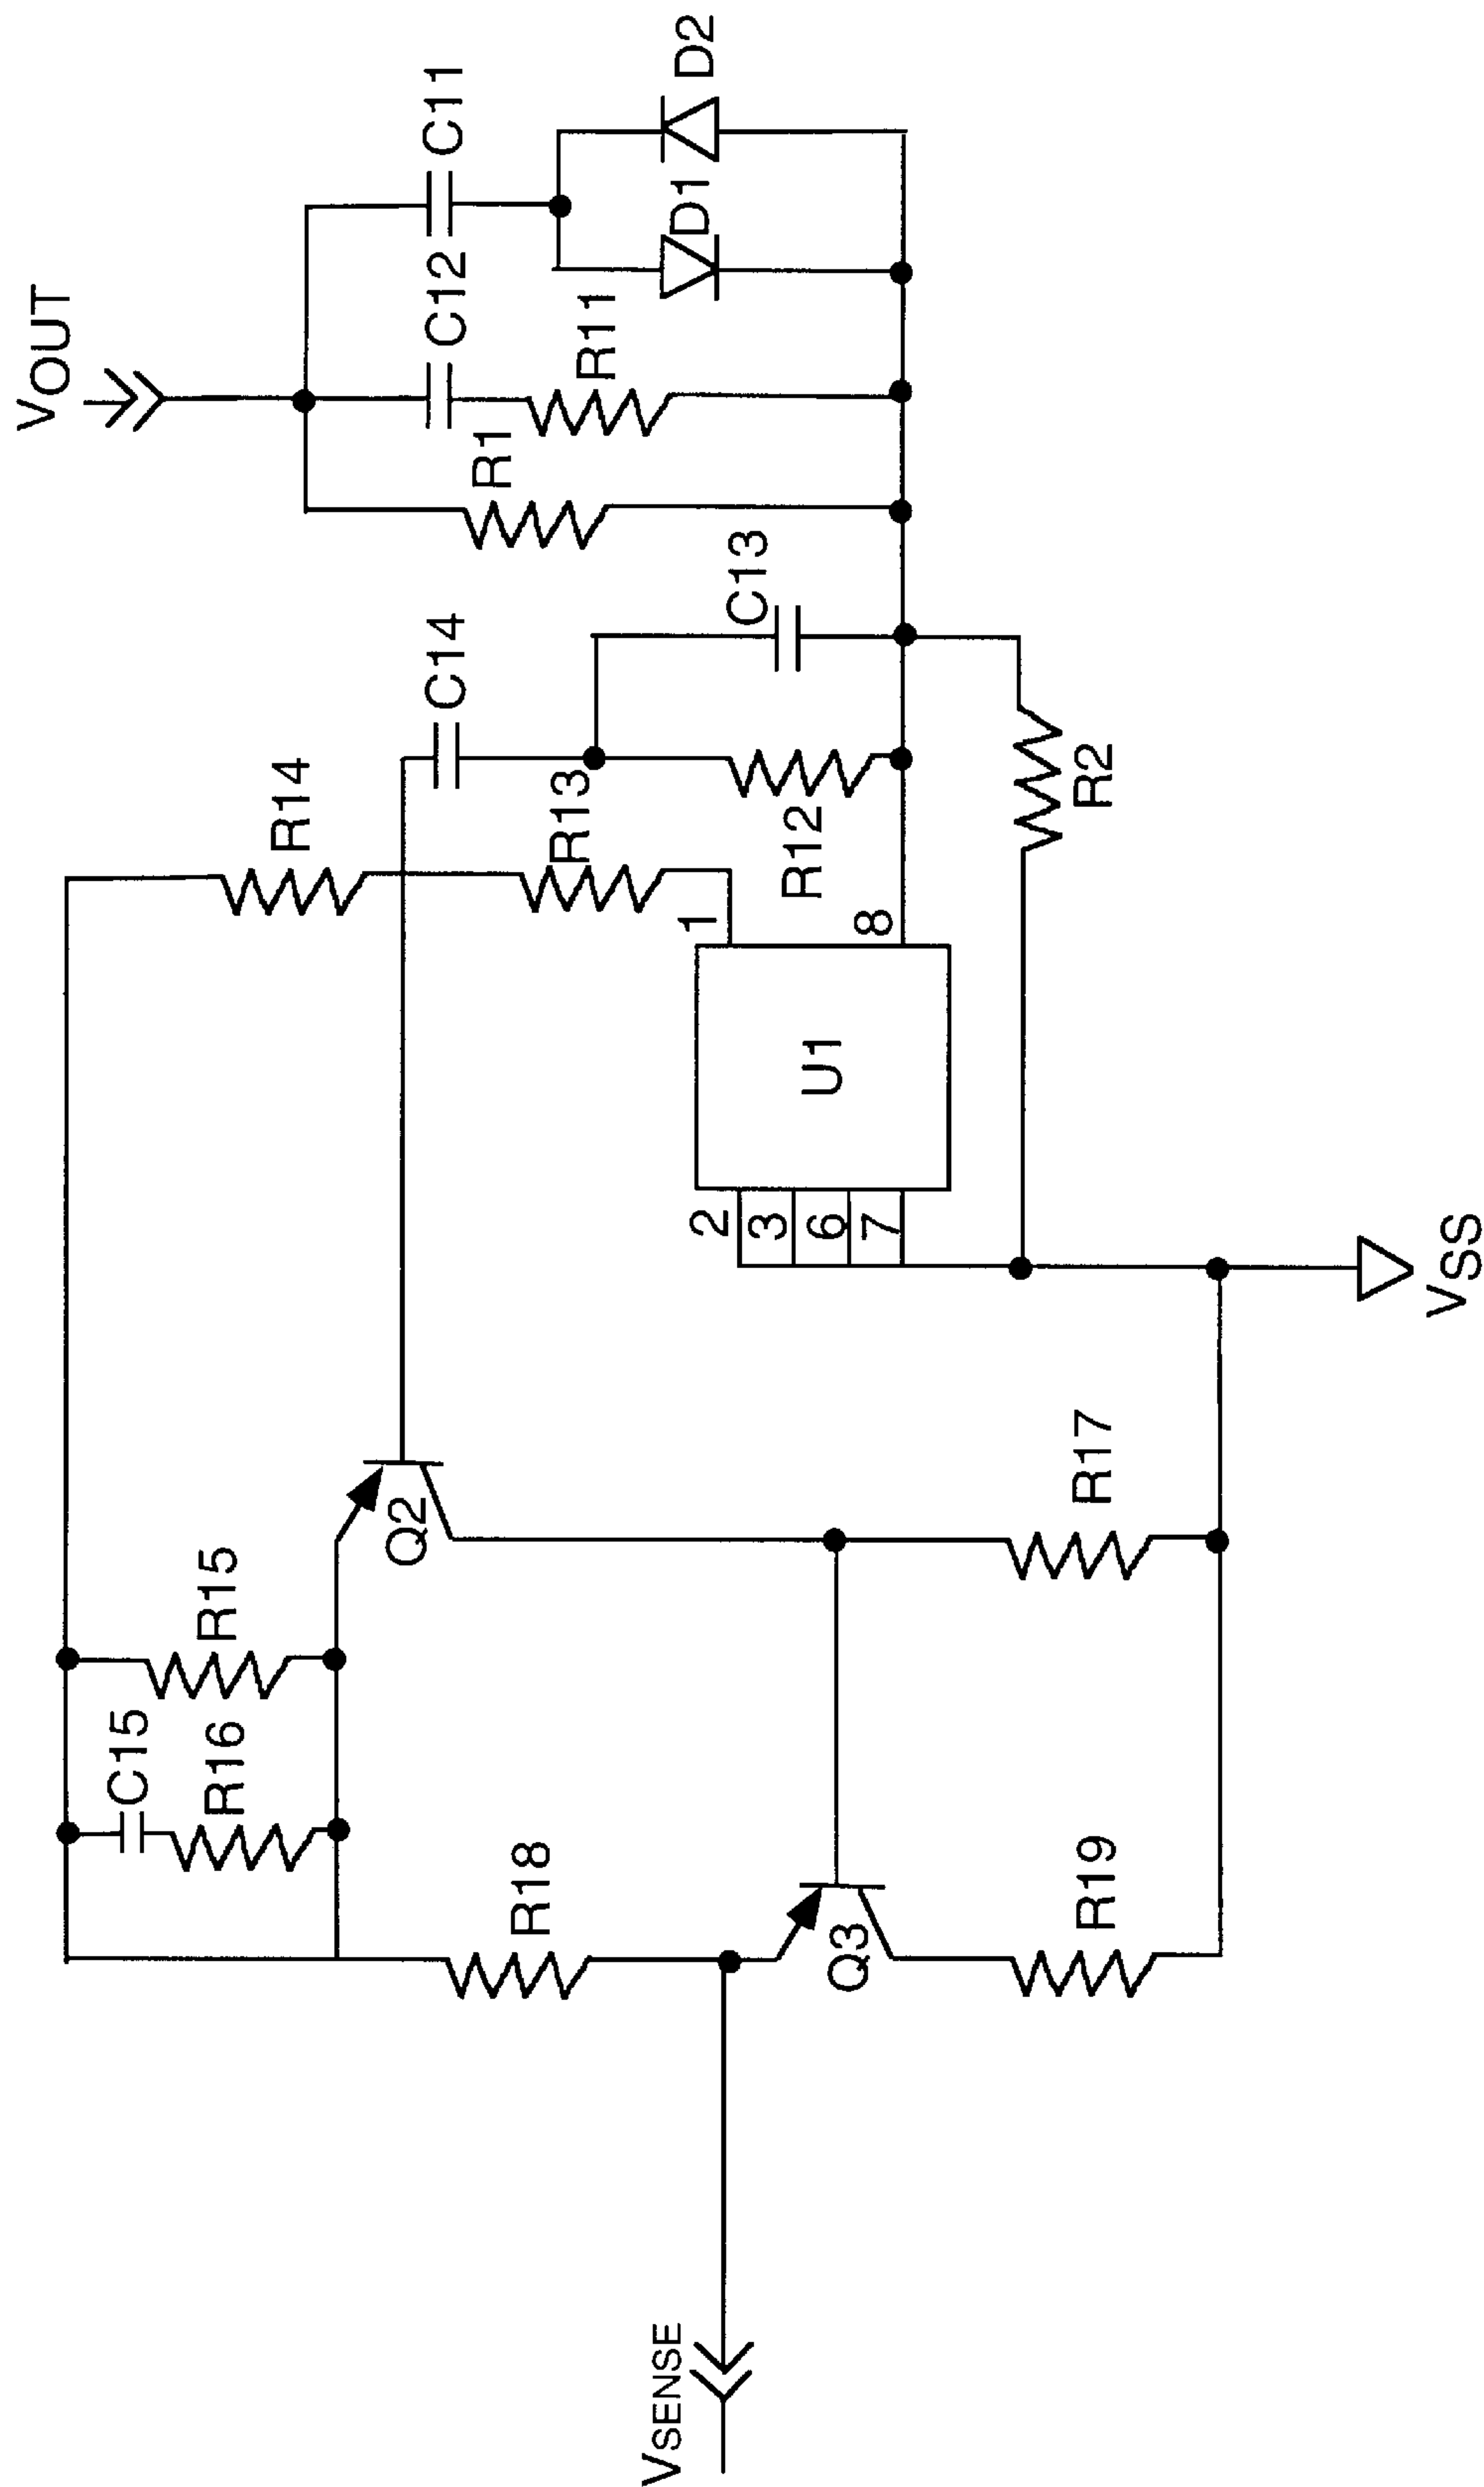 VOUT
C11
D2
C12
D1
R11
R1
C14
C13
R14
R13
R12
R2
1
8
U1
2
3
6
7
VSS
Q2
R15
C15
R16
R17
R18
Q3
R19
VSENSE